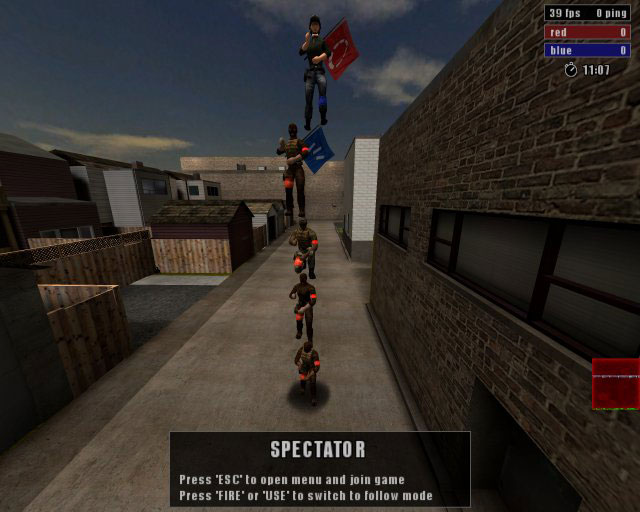 39 fps 0 ping
red 0
blue 0
11:07
SPECTATOR
Press 'ESC' to open menu and join game
Press 'FIRE' or 'USE' to switch to follow mode